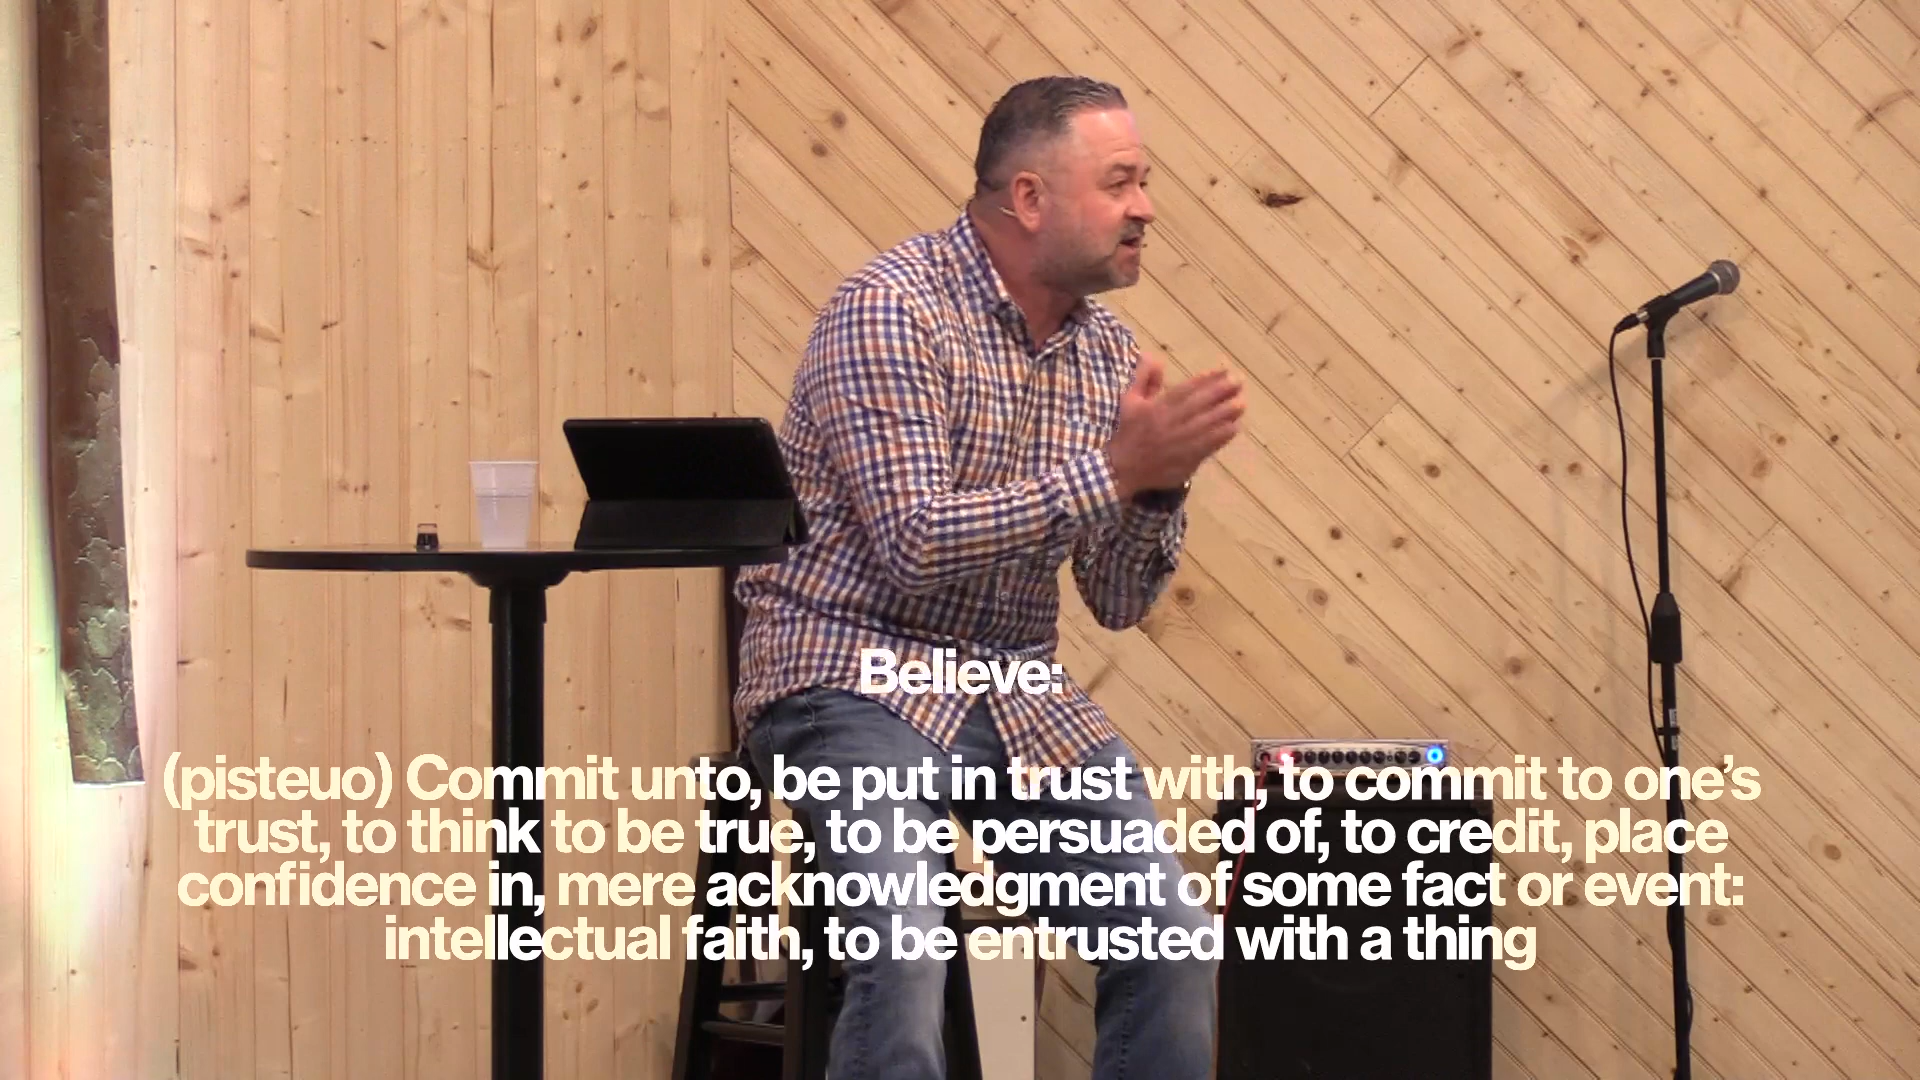 Believe:
(pisteuo) Commit unto, be put in trust with, to commit to one’s
trust, to think to be true, to be persuaded of, to credit, place
confidence in, mere acknowledgment of some fact or event:
intellectual faith, to be entrusted with a thing